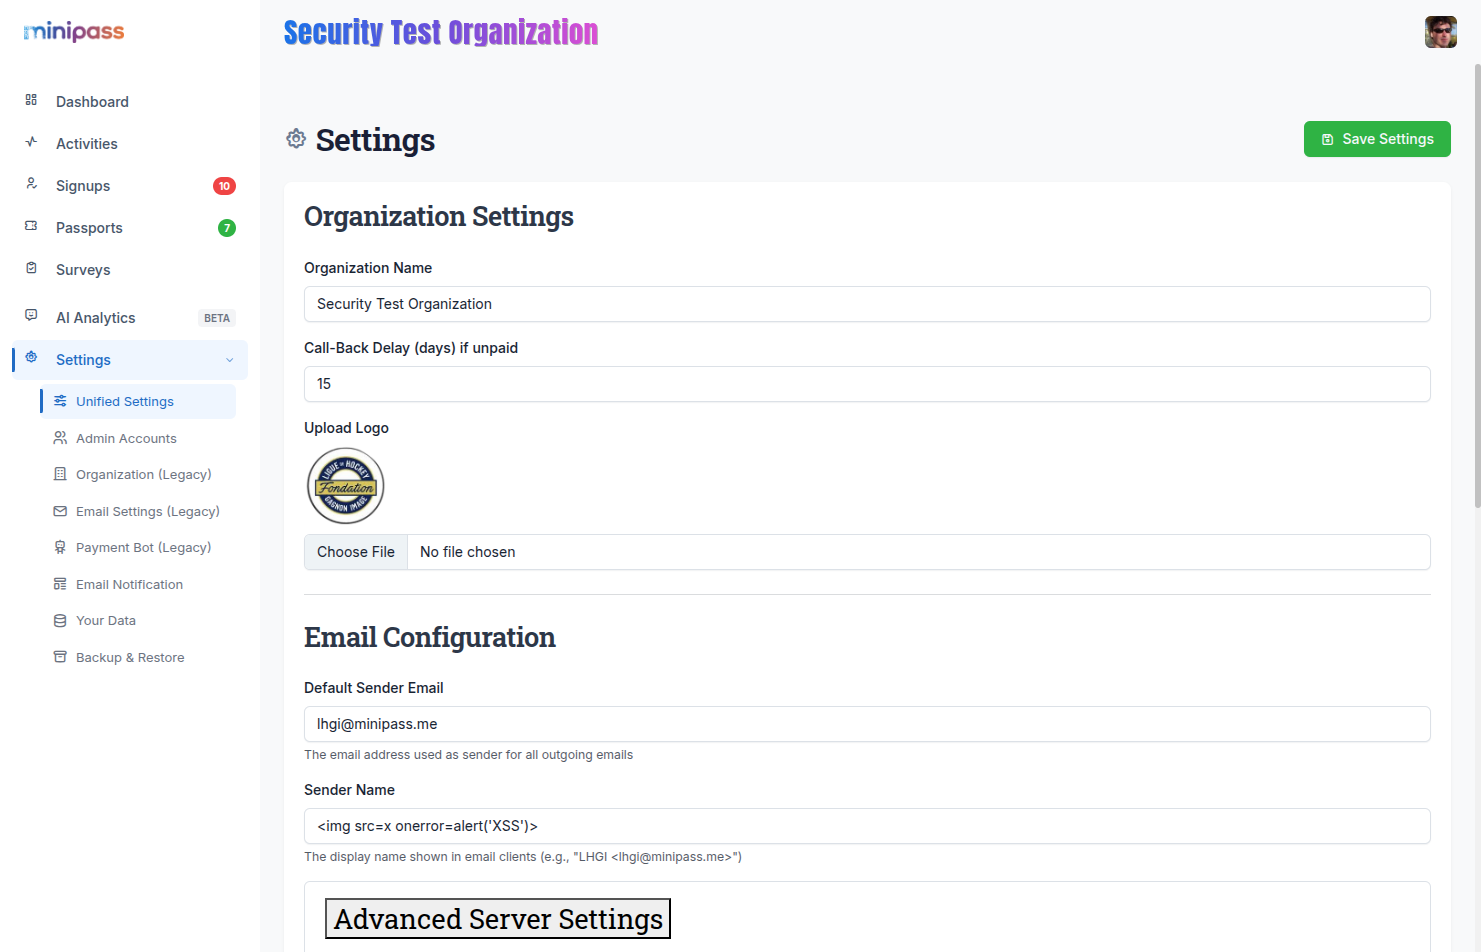 minipass
Security Test Organization
Dashboard
Activities
Signups 10
Passports 7
Surveys
AI Analytics BETA
Settings
Unified Settings
Admin Accounts
Organization (Legacy)
Email Settings (Legacy)
Payment Bot (Legacy)
Email Notification
Your Data
Backup & Restore
Settings
Save Settings
Organization Settings
Organization Name
Security Test Organization
Call-Back Delay (days) if unpaid
15
Upload Logo
LIGUE DE HOCKEY
Fondation
GAGNON IMAGE
Choose File No file chosen
Email Configuration
Default Sender Email
lhgi@minipass.me
The email address used as sender for all outgoing emails
Sender Name
<img src=x onerror=alert('XSS')>
The display name shown in email clients (e.g., "LHGI <lhgi@minipass.me>")
Advanced Server Settings